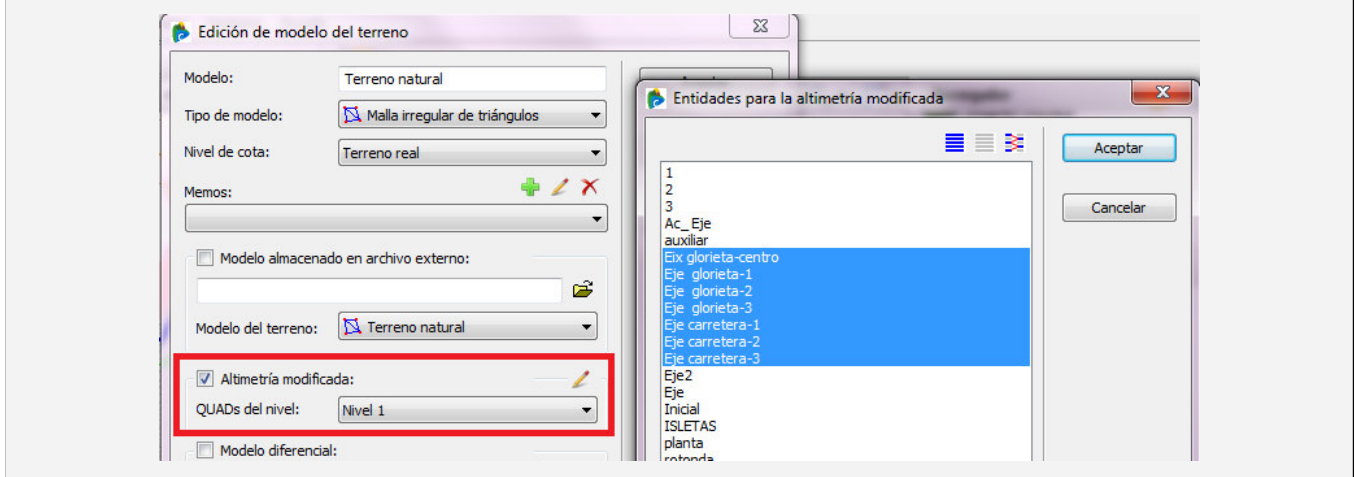 Edición de modelo del terreno
Modelo:
Terreno natural
Tipo de modelo:
Malla irregular de triángulos
Nivel de cota:
Terreno real
Memos:
Modelo almacenado en archivo externo:
Modelo del terreno:
Terreno natural
Altimetría modificada:
QUADs del nivel:
Nivel 1
Modelo diferencial:
Entidades para la altimetría modificada
1
2
3
Ac_Eje
auxiliar
Eix glorieta-centro
Eje glorieta-1
Eje glorieta-2
Eje glorieta-3
Eje carretera-1
Eje carretera-2
Eje carretera-3
Eje2
Eje
Inicial
ISLETAS
planta
rotonda
Aceptar
Cancelar